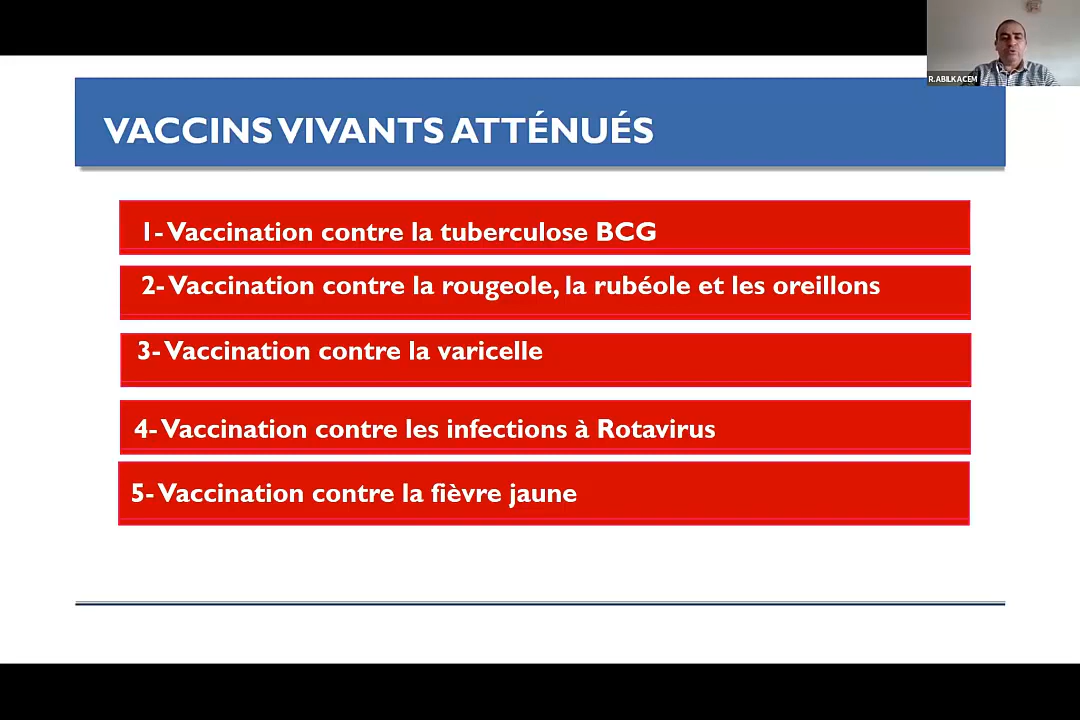 R.ABILKACEM
VACCINS VIVANTS ATTÉNUÉS
1- Vaccination contre la tuberculose BCG
2- Vaccination contre la rougeole, la rubéole et les oreillons
3- Vaccination contre la varicelle
4- Vaccination contre les infections à Rotavirus
5- Vaccination contre la fièvre jaune